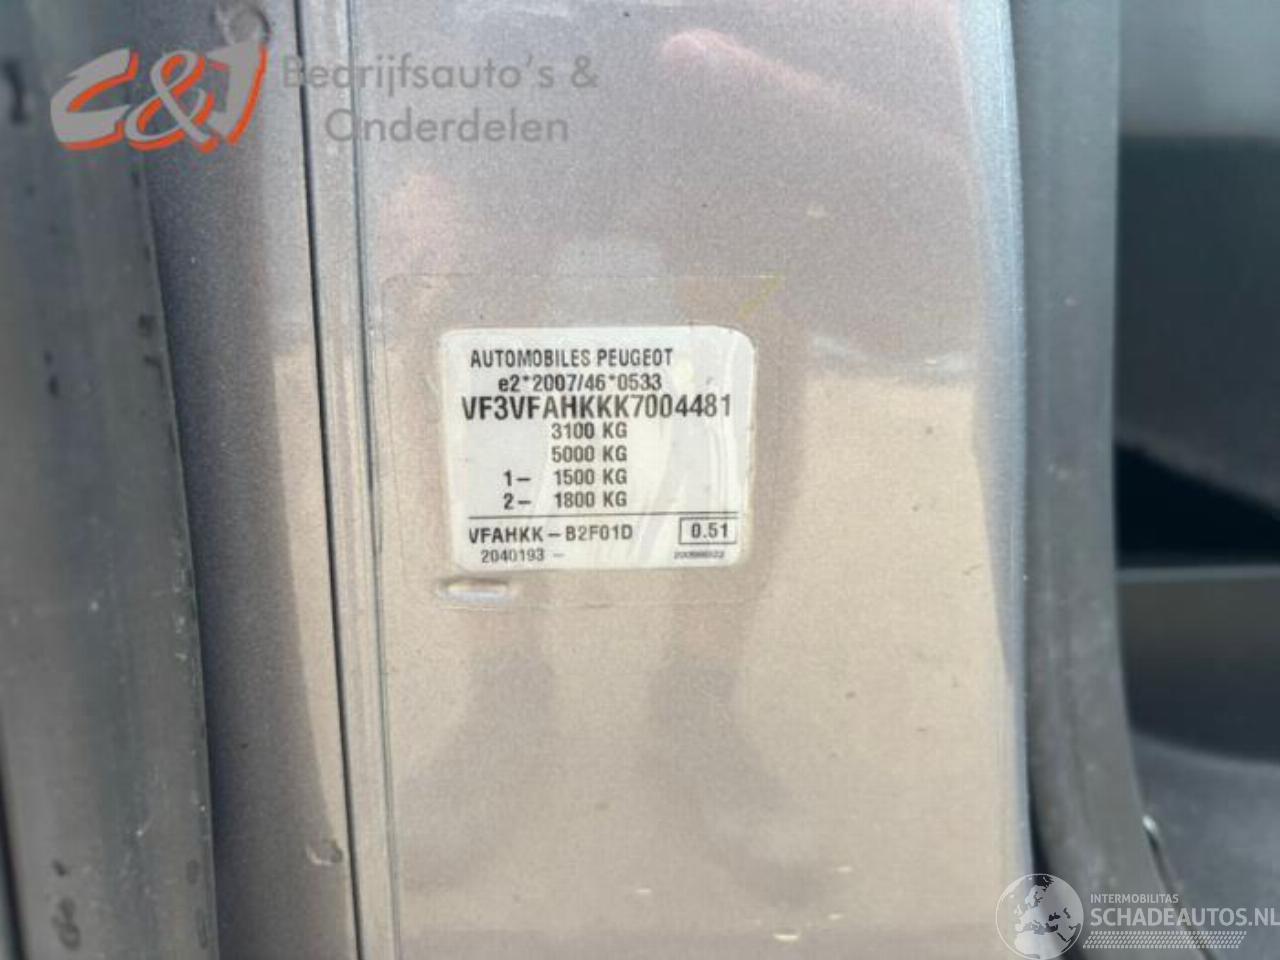 C&J Bedrijfsauto's &
Onderdelen
AUTOMOBILES PEUGEOT
e2*2007/46*0533
VF3VFAHKKK7004481
3100 KG
5000 KG
1– 1500 KG
2– 1800 KG
VFAHKK – B2F01D 0.51
2040193 –
INTERMOBILITAS
SCHADEAUTOS.NL